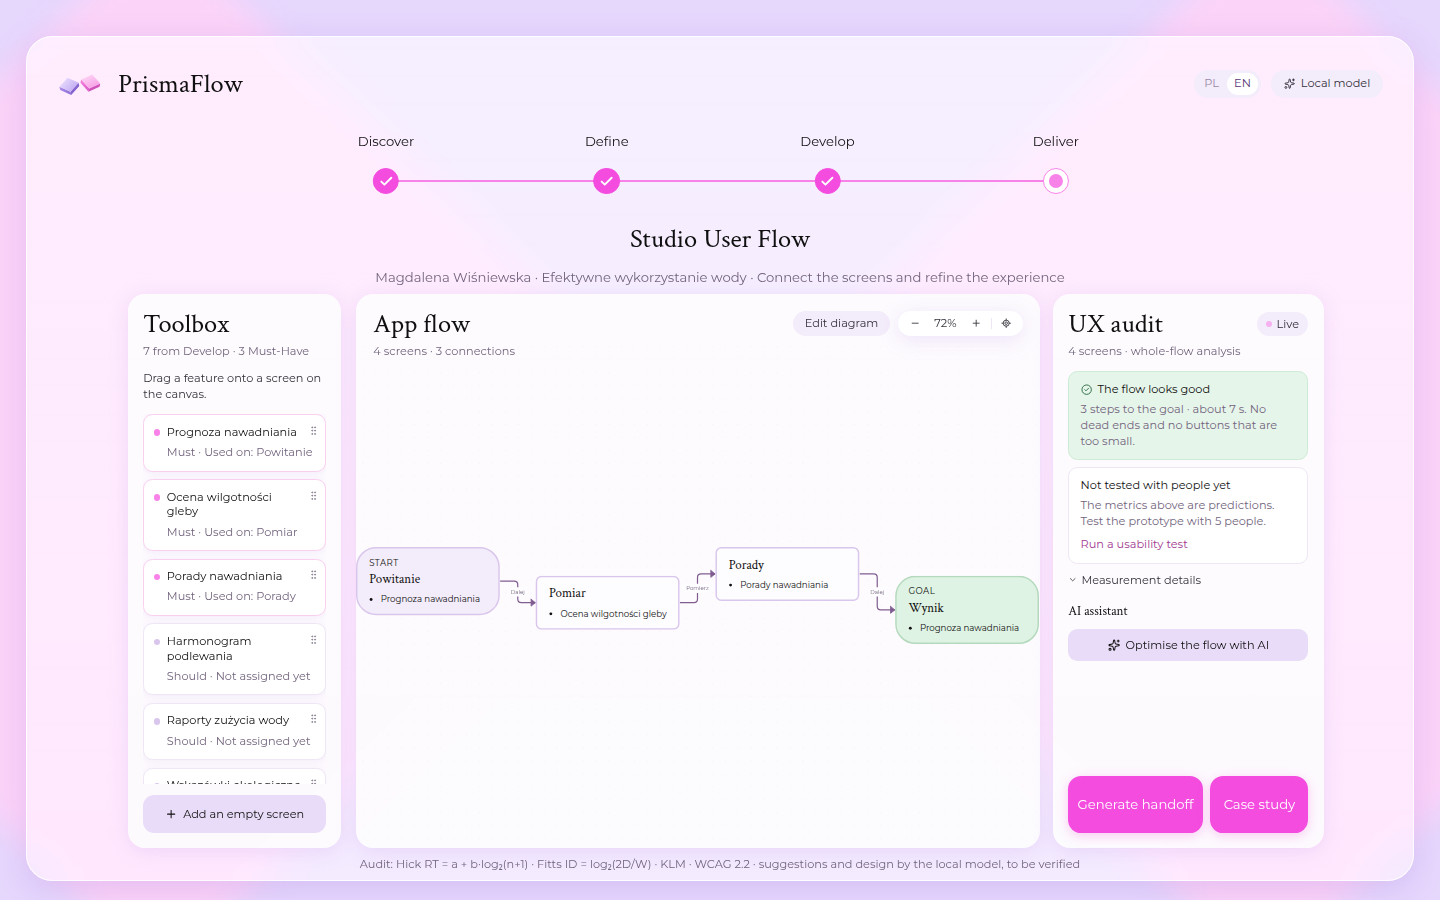 PrismaFlow
PL EN
Local model
Discover
Define
Develop
Deliver
Studio User Flow
Magdalena Wiśniewska · Efektywne wykorzystanie wody · Connect the screens and refine the experience
Toolbox
7 from Develop · 3 Must-Have
Drag a feature onto a screen on
the canvas.
Prognoza nawadniania
Must · Used on: Powitanie
Ocena wilgotności
gleby
Must · Used on: Pomiar
Porady nawadniania
Must · Used on: Porady
Harmonogram
podlewania
Should · Not assigned yet
Raporty zużycia wody
Should · Not assigned yet
+ Add an empty screen
App flow
4 screens · 3 connections
Edit diagram
− 72% +
START
Powitanie
• Prognoza nawadniania
Dalej
Pomiar
• Ocena wilgotności gleby
Pomierz
Porady
• Porady nawadniania
Dalej
GOAL
Wynik
• Prognoza nawadniania
UX audit
Live
4 screens · whole-flow analysis
The flow looks good
3 steps to the goal · about 7 s. No
dead ends and no buttons that are
too small.
Not tested with people yet
The metrics above are predictions.
Test the prototype with 5 people.
Run a usability test
Measurement details
AI assistant
Optimise the flow with AI
Generate handoff
Case study
Audit: Hick RT = a + b·log₂(n+1) · Fitts ID = log₂(2D/W) · KLM · WCAG 2.2 · suggestions and design by the local model, to be verified